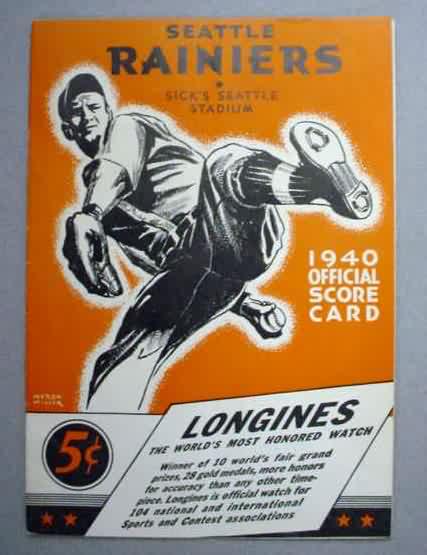 SEATTLE
RAINIERS
SICK'S SEATTLE
STADIUM
1940
OFFICIAL
SCORE
CARD
MYRON
MILLER
5¢
LONGINES
THE WORLD'S MOST HONORED WATCH
Winner of 10 world's fair grand
prizes, 28 gold medals, more honors
for accuracy than any other time-
piece. Longines is official watch for
104 national and international
Sports and Contest associations